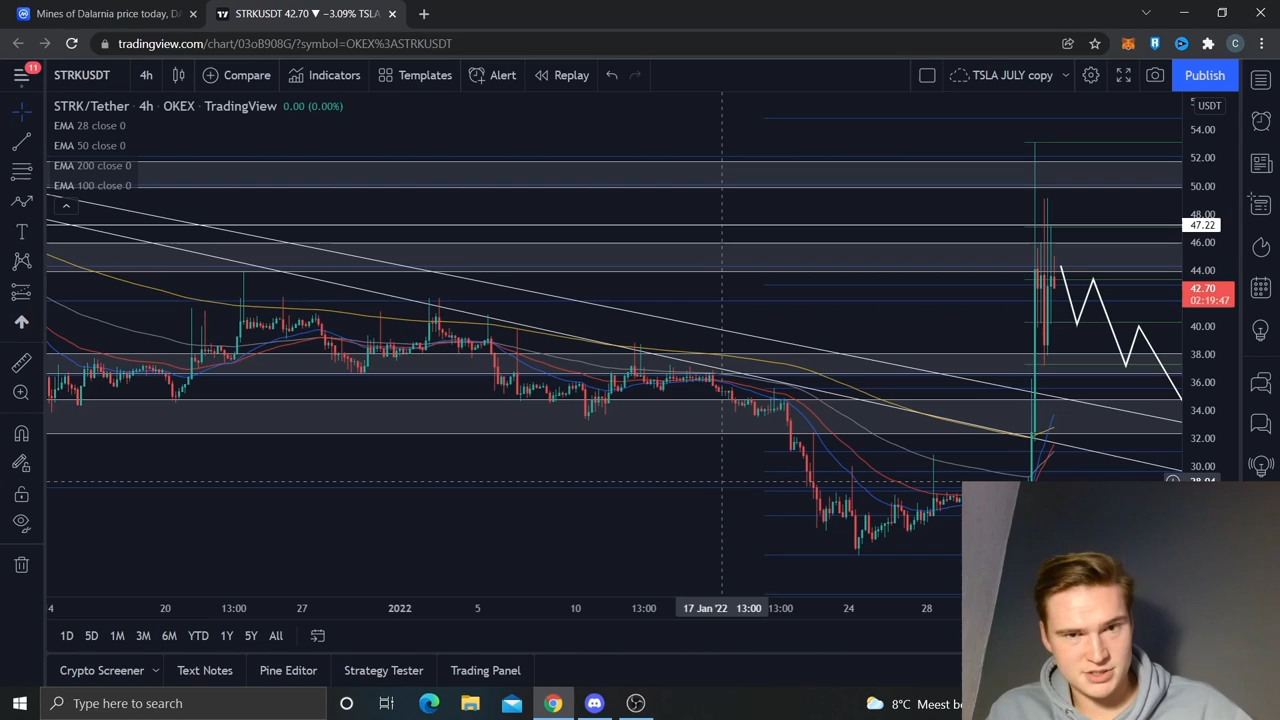 Mines of Dalarnia price today, DA
STRKUSDT 42.70 ▼ −3.09% TSLA
tradingview.com/chart/03oB908G/?symbol=OKEX%3ASTRKUSDT
C
11
STRKUSDT
4h
Compare
Indicators
Templates
Alert
Replay
TSLA JULY copy
Publish
STRK/Tether · 4h · OKEX · TradingView 0.00 (0.00%)
USDT
EMA 28 close 0
EMA 50 close 0
EMA 200 close 0
EMA 100 close 0
54.00
52.00
50.00
48.00
47.22
46.00
44.00
42.70
02:19:47
40.00
38.00
36.00
34.00
32.00
30.00
4
20
13:00
27
2022
5
10
13:00
17 Jan '22 13:00
13:00
24
28
1D
5D
1M
3M
6M
YTD
1Y
5Y
All
Crypto Screener
Text Notes
Pine Editor
Strategy Tester
Trading Panel
Type here to search
8°C Meest be